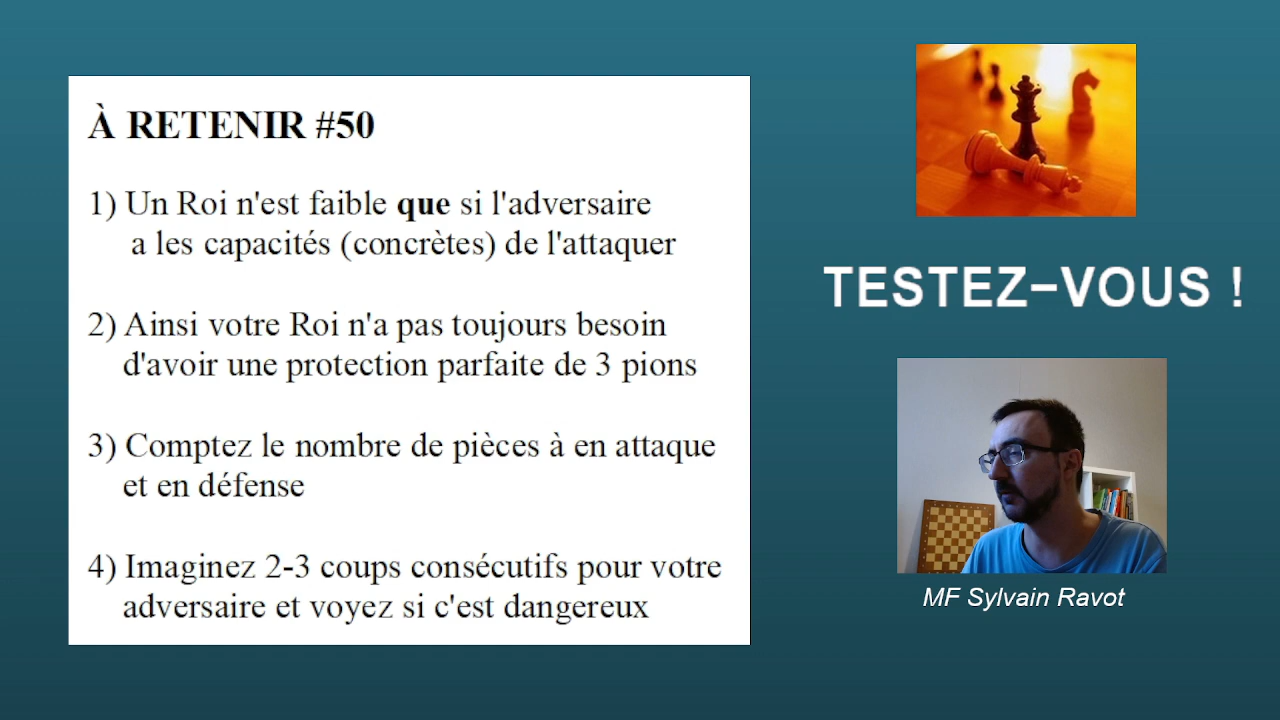 À RETENIR #50
1) Un Roi n'est faible que si l'adversaire
a les capacités (concrètes) de l'attaquer
2) Ainsi votre Roi n'a pas toujours besoin
d'avoir une protection parfaite de 3 pions
3) Comptez le nombre de pièces à en attaque
et en défense
4) Imaginez 2-3 coups consécutifs pour votre
adversaire et voyez si c'est dangereux
TESTEZ-VOUS !
MF Sylvain Ravot